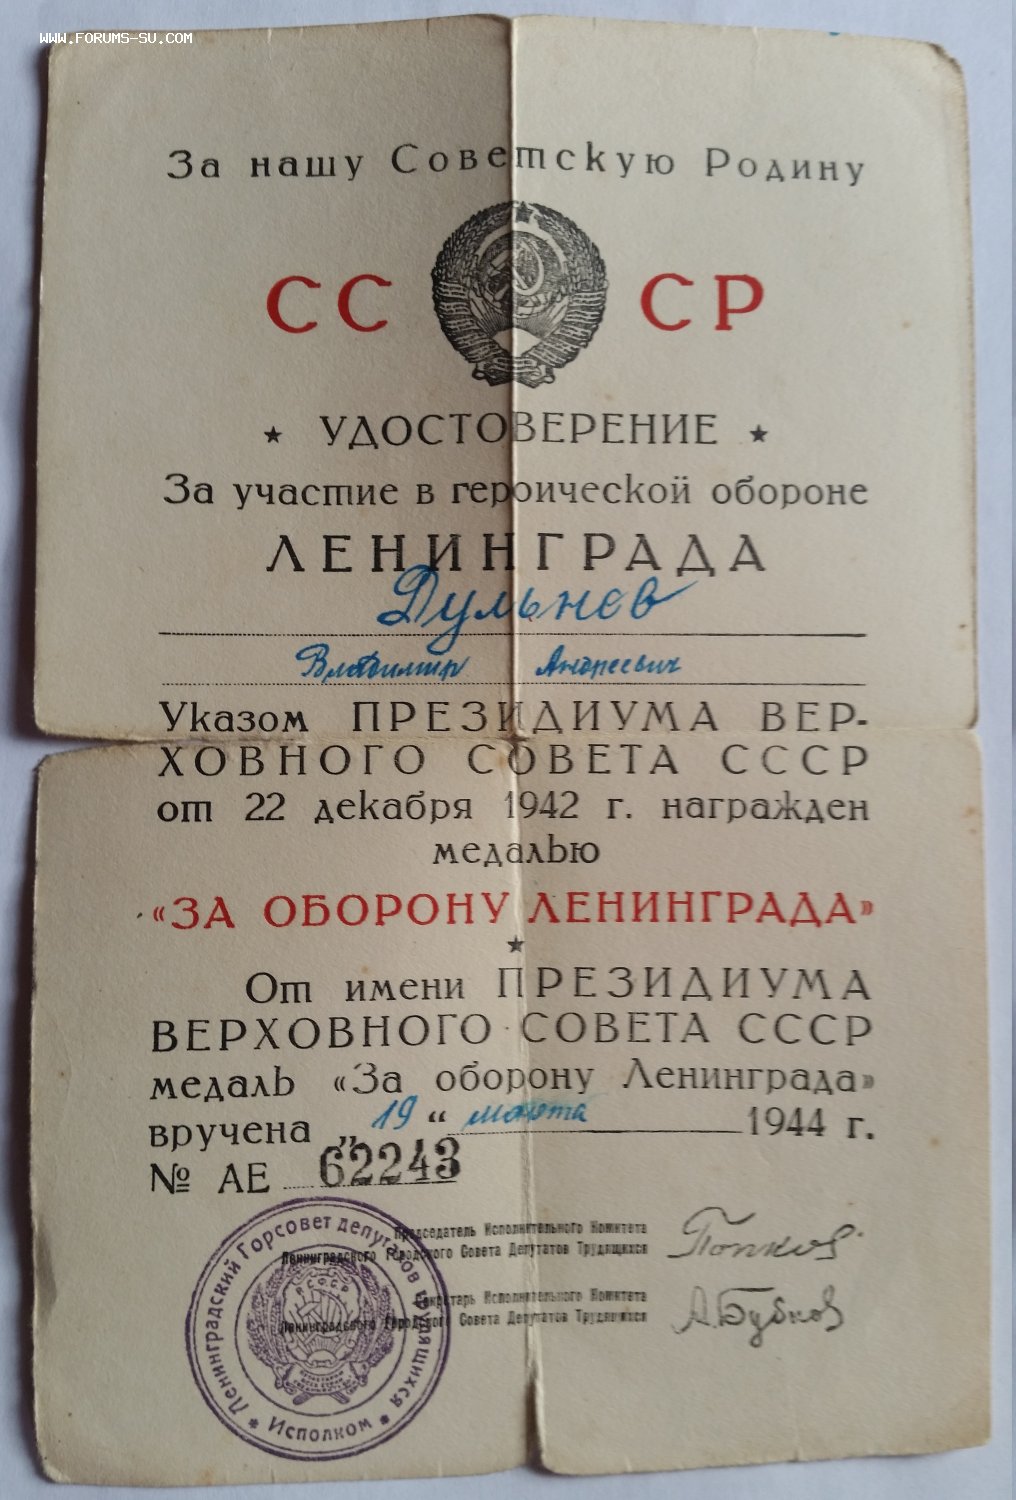 WWW.FORUMS-SU.COM
За нашу Советскую Родину
СС СР
★ УДОСТОВЕРЕНИЕ ★
За участие в героической обороне
ЛЕНИНГРАДА
Дульнев
Владимир Андреевич
Указом ПРЕЗИДИУМА ВЕР-
ХОВНОГО СОВЕТА СССР
от 22 декабря 1942 г. награжден
медалью
«ЗА ОБОРОНУ ЛЕНИНГРАДА»
★
От имени ПРЕЗИДИУМА
ВЕРХОВНОГО СОВЕТА СССР
медаль «За оборону Ленинграда»
вручена „ 19 “ марта 1944 г.
№ АЕ 62243
Председатель Исполнительного Комитета
Ленинградского Городского Совета Депутатов Трудящихся
Попков
Секретарь Исполнительного Комитета
Ленинградского Городского Совета Депутатов Трудящихся
А.Бубнов
Ленинградский Горсовет депутатов трудящихся
* Исполком *
РСФСР